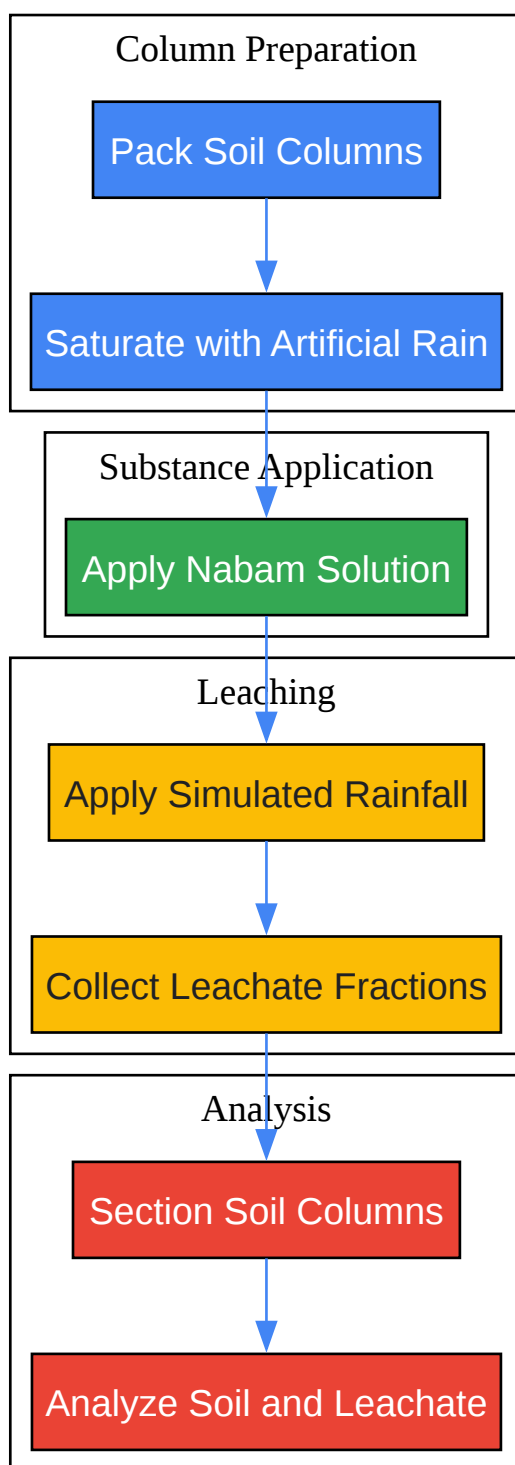 Column Preparation
Pack Soil Columns
Saturate with Artificial Rain
Substance Application
Apply Nabam Solution
Leaching
Apply Simulated Rainfall
Collect Leachate Fractions
Analysis
Section Soil Columns
Analyze Soil and Leachate